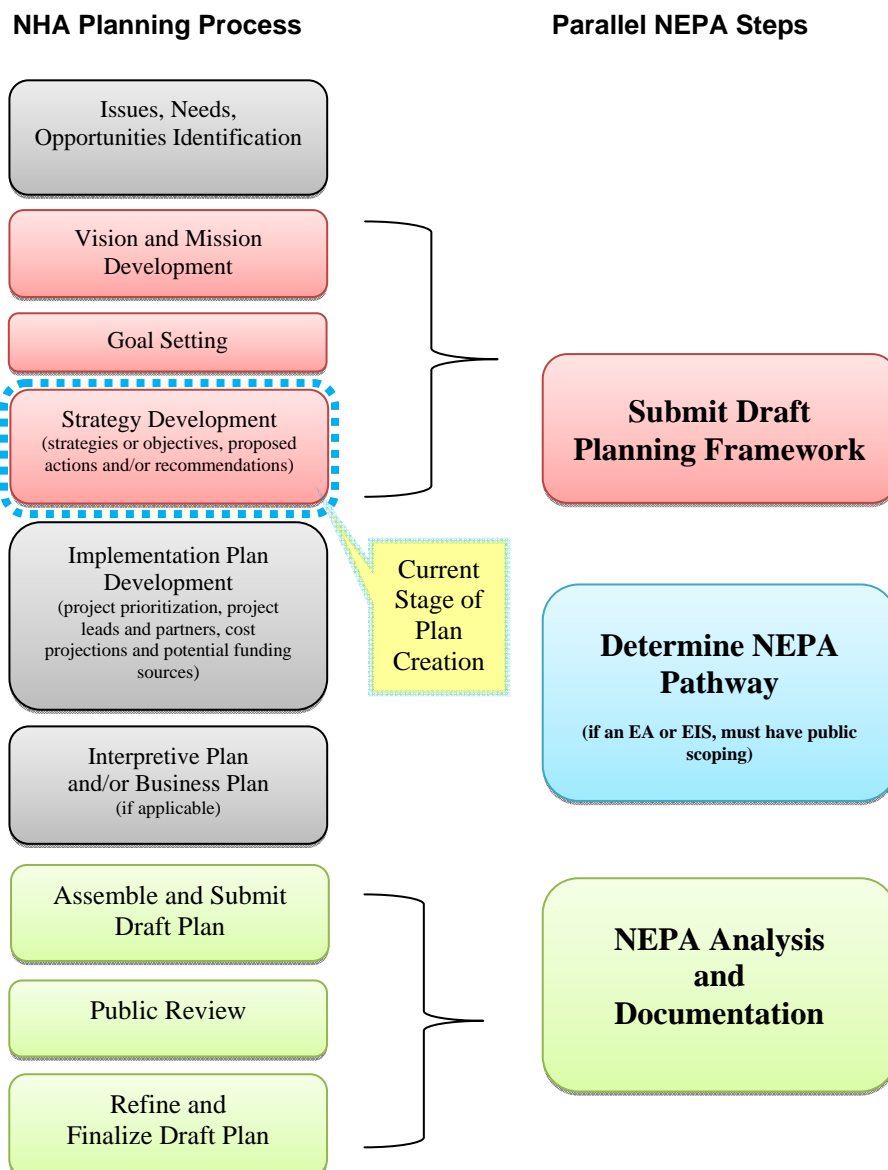 NHA Planning Process
Parallel NEPA Steps
Issues, Needs,
Opportunities Identification
Vision and Mission
Development
Goal Setting
Strategy Development
(strategies or objectives, proposed
actions and/or recommendations)
Submit Draft
Planning Framework
Implementation Plan
Development
(project prioritization, project
leads and partners, cost
projections and potential funding
sources)
Current
Stage of
Plan
Creation
Determine NEPA
Pathway
(if an EA or EIS, must have public
scoping)
Interpretive Plan
and/or Business Plan
(if applicable)
Assemble and Submit
Draft Plan
Public Review
Refine and
Finalize Draft Plan
NEPA Analysis
and
Documentation